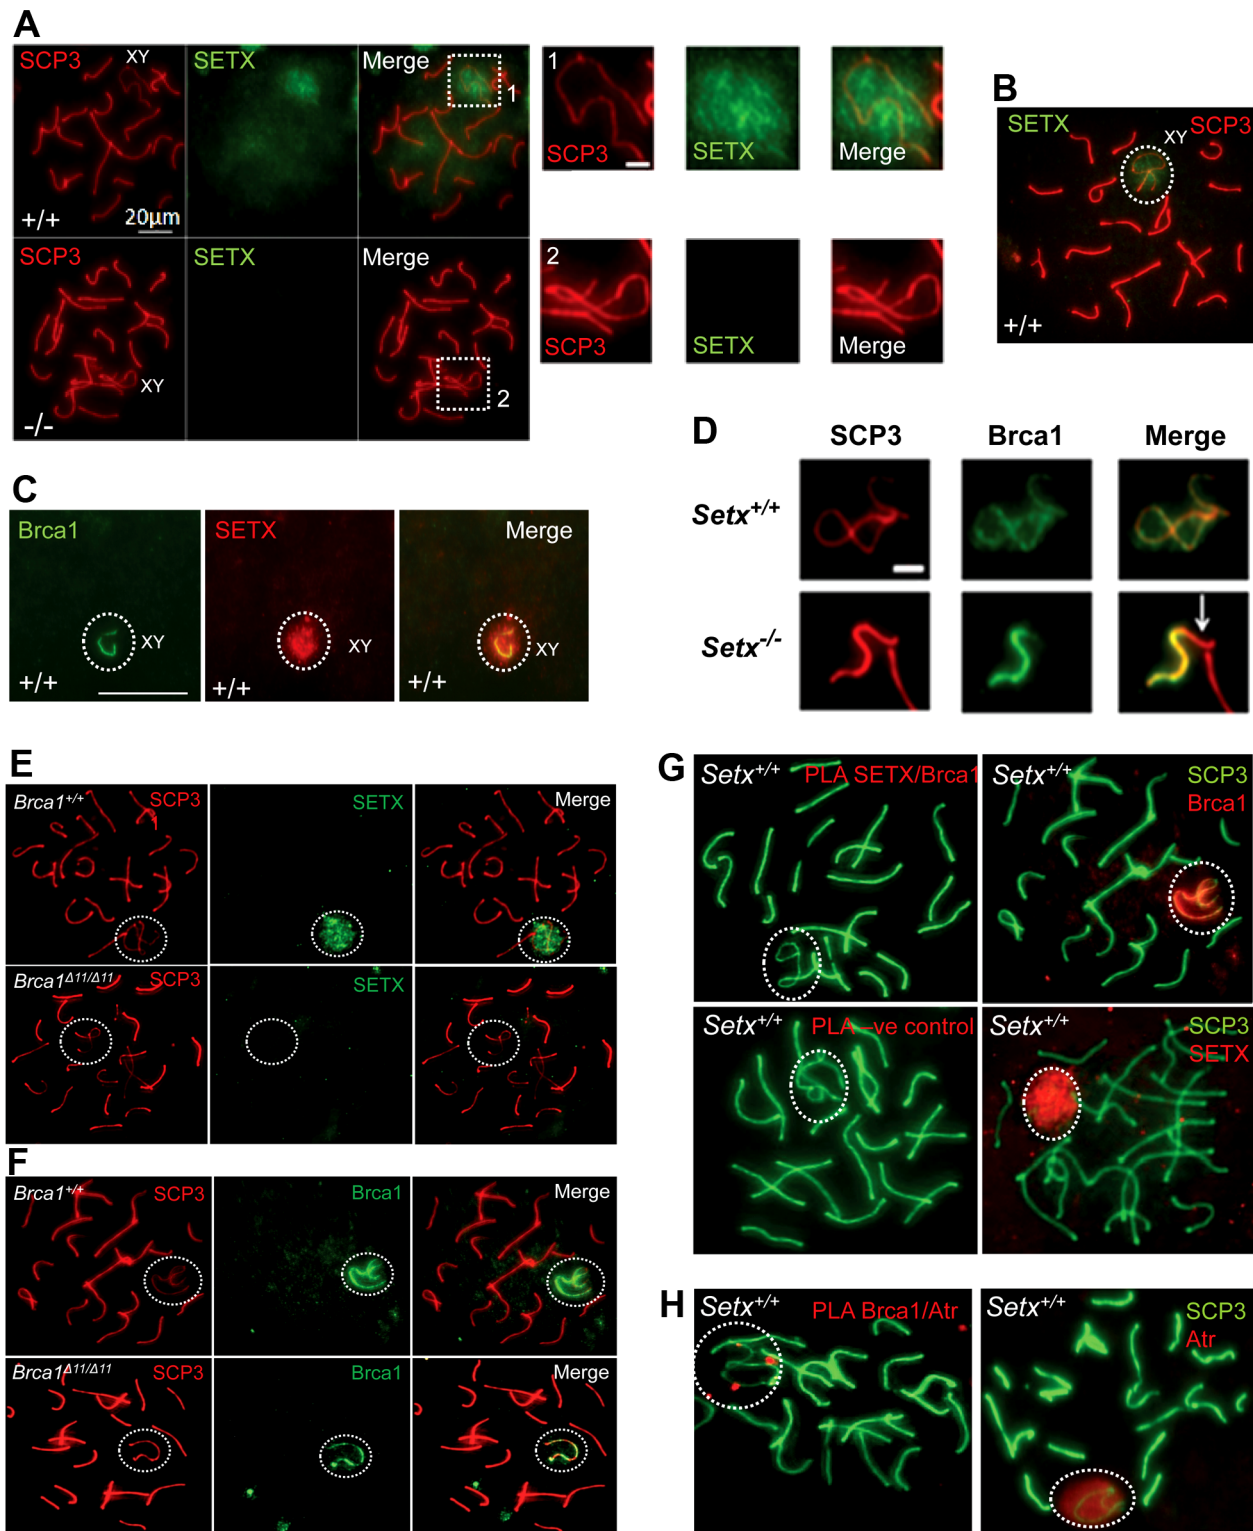 A
SCP3
XY
SETX
Merge
1
+/+
20µm
SCP3
SETX
Merge
XY
2
-/-
1
SCP3
SETX
Merge
2
SCP3
SETX
Merge
B
SETX
XY
SCP3
+/+
C
Brca1
XY
+/+
SETX
XY
+/+
Merge
XY
+/+
D
SCP3
Brca1
Merge
Setx+/+
Setx-/-
E
Brca1+/+
SCP3
SETX
Merge
Brca1Δ11/Δ11
SCP3
SETX
F
Brca1+/+
SCP3
Brca1
Merge
Brca1Δ11/Δ11
SCP3
Brca1
Merge
G
Setx+/+
PLA SETX/Brca1
Setx+/+
SCP3
Brca1
Setx+/+
PLA –ve control
Setx+/+
SCP3
SETX
H
Setx+/+
PLA Brca1/Atr
Setx+/+
SCP3
Atr